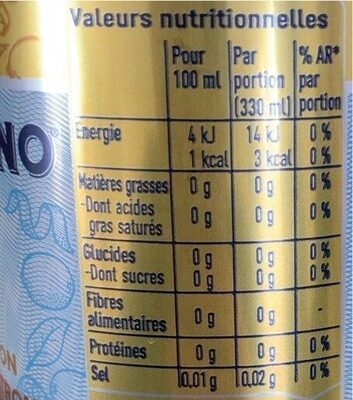 Valeurs nutritionnelles
Pour 100 ml Par portion (330 ml) % AR* par portion
Energie 4 kJ 14 kJ 0 %
1 kcal 3 kcal 0 %
Matières grasses 0 g 0 g 0 %
-Dont acides gras saturés 0 g 0 g 0 %
Glucides 0 g 0 g 0 %
-Dont sucres 0 g 0 g 0 %
Fibres alimentaires 0 g 0 g -
Protéines 0 g 0 g 0 %
Sel 0.01 g 0.02 g 0 %
NO
ON